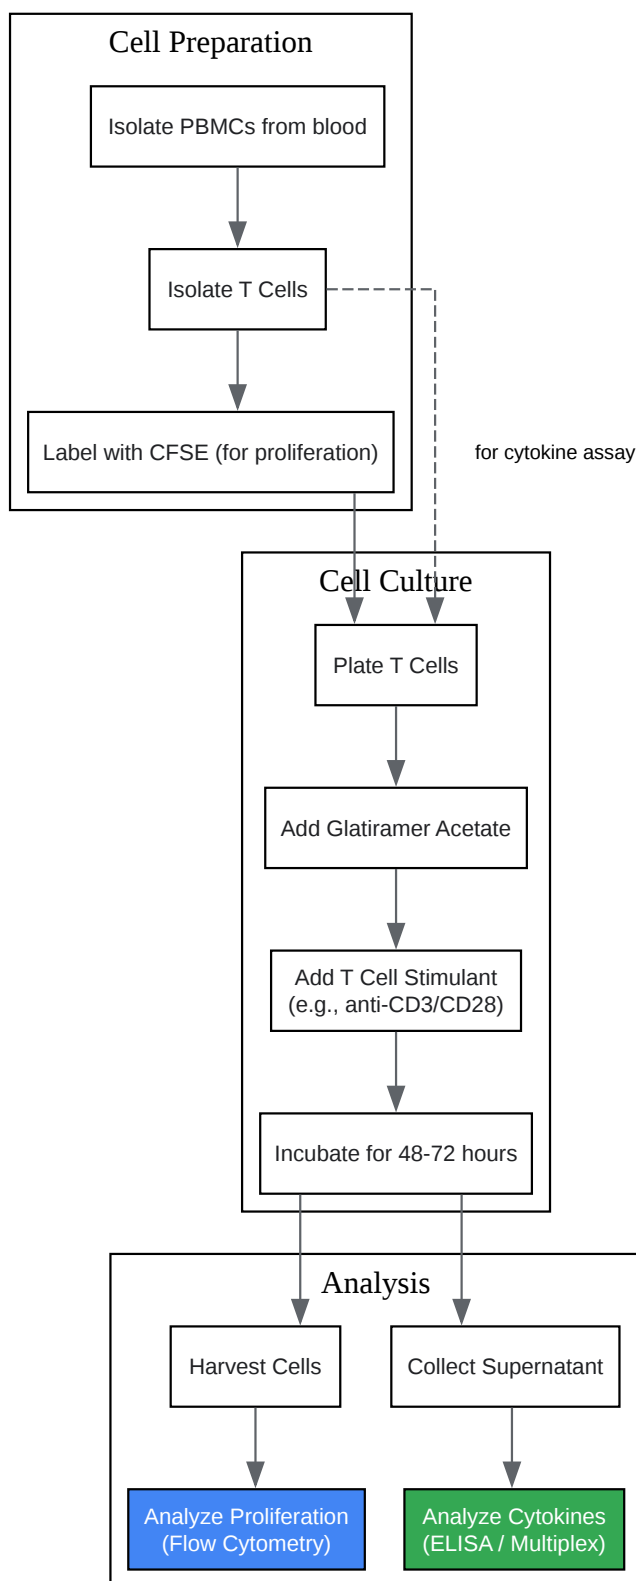 Cell Preparation
Isolate PBMCs from blood
Isolate T Cells
Label with CFSE (for proliferation)
for cytokine assay
Cell Culture
Plate T Cells
Add Glatiramer Acetate
Add T Cell Stimulant
(e.g., anti-CD3/CD28)
Incubate for 48-72 hours
Analysis
Harvest Cells
Collect Supernatant
Analyze Proliferation
(Flow Cytometry)
Analyze Cytokines
(ELISA / Multiplex)